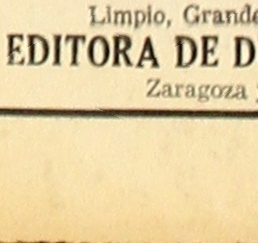 Limpio, Grande
EDITORA DE D
Zaragoza